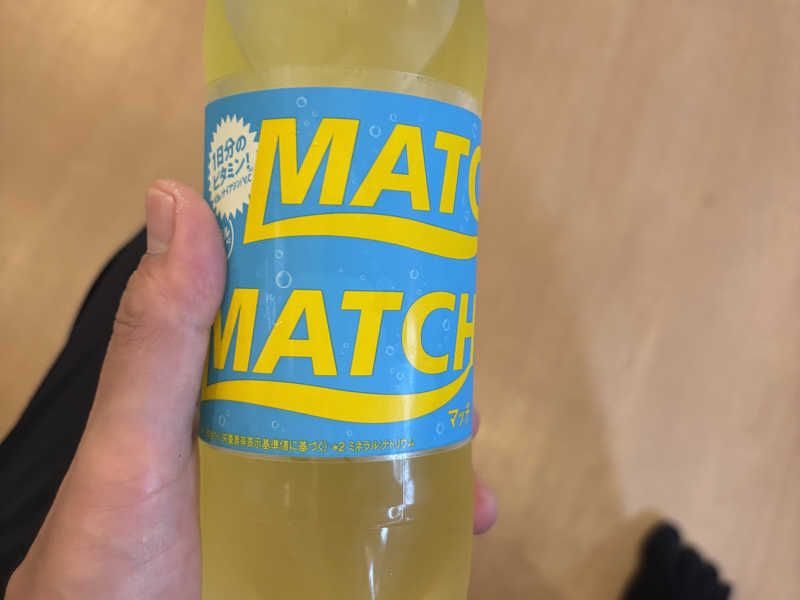 1日分の
ビタミン!
MATC
MATCH
マッチ
栄養素等表示基準値に基づく) *2 ミネラル:ナトリウム